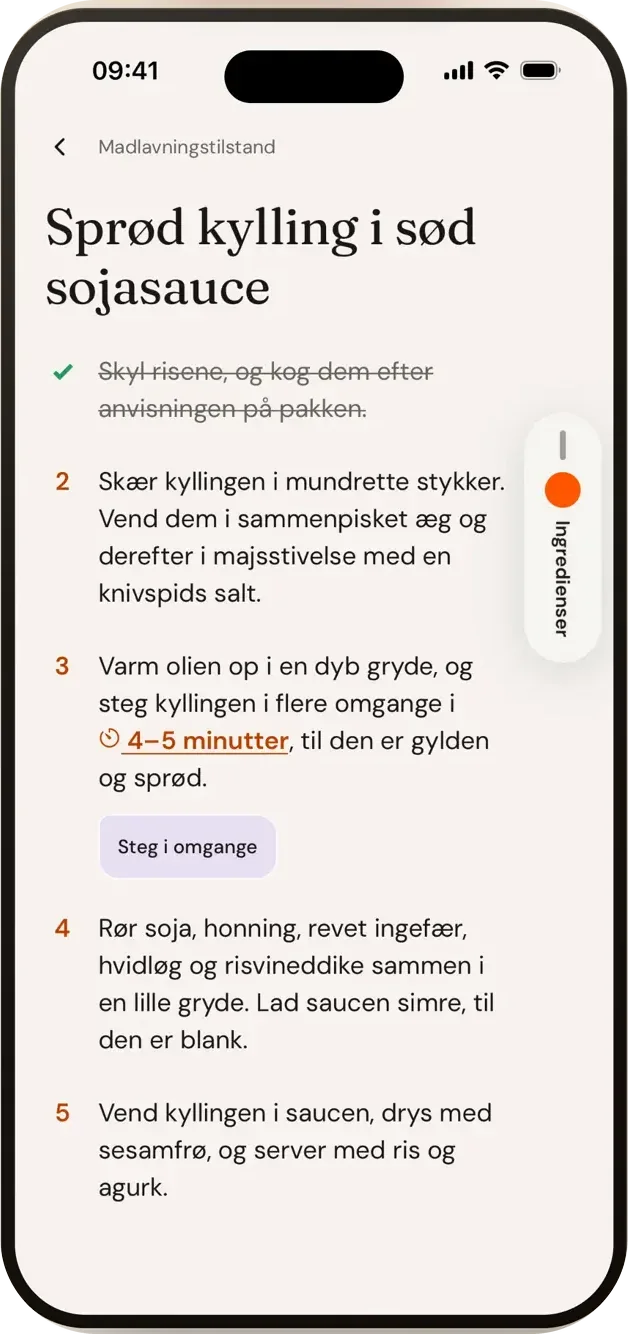 09:41
Madlavningstilstand
Sprød kylling i sød
sojasauce
Skyl risene, og kog dem efter
anvisningen på pakken.
2 Skær kyllingen i mundrette stykker.
Vend dem i sammenpisket æg og
derefter i majsstivelse med en
knivspids salt.
Ingredienser
3 Varm olien op i en dyb gryde, og
steg kyllingen i flere omgange i
4–5 minutter, til den er gylden
og sprød.
Steg i omgange
4 Rør soja, honning, revet ingefær,
hvidløg og risvineddike sammen i
en lille gryde. Lad saucen simre, til
den er blank.
5 Vend kyllingen i saucen, drys med
sesamfrø, og server med ris og
agurk.